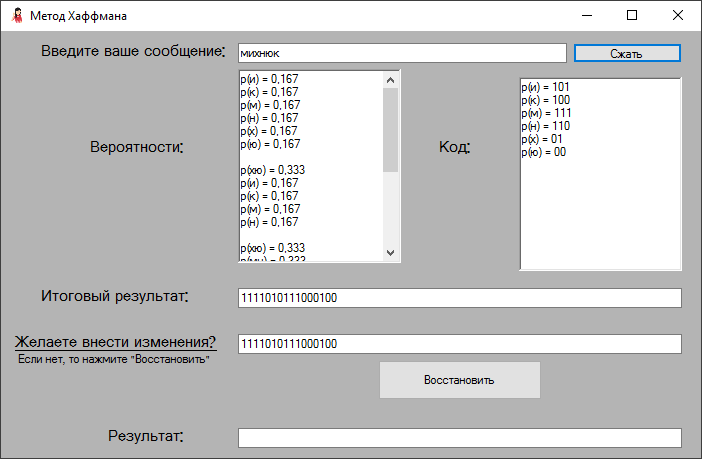 Метод Хаффмана
Введите ваше сообщение:
михнюк
Сжать
Вероятности:
p(и) = 0,167
p(к) = 0,167
p(м) = 0,167
p(н) = 0,167
p(х) = 0,167
p(ю) = 0,167
p(хю) = 0,333
p(и) = 0,167
p(к) = 0,167
p(м) = 0,167
p(н) = 0,167
p(хю) = 0,333
p(мн) = 0,333
Код:
p(и) = 101
p(к) = 100
p(м) = 111
p(н) = 110
p(х) = 01
p(ю) = 00
Итоговый результат:
1111010111000100
Желаете внести изменения?
Если нет, то нажмите "Восстановить"
1111010111000100
Восстановить
Результат: